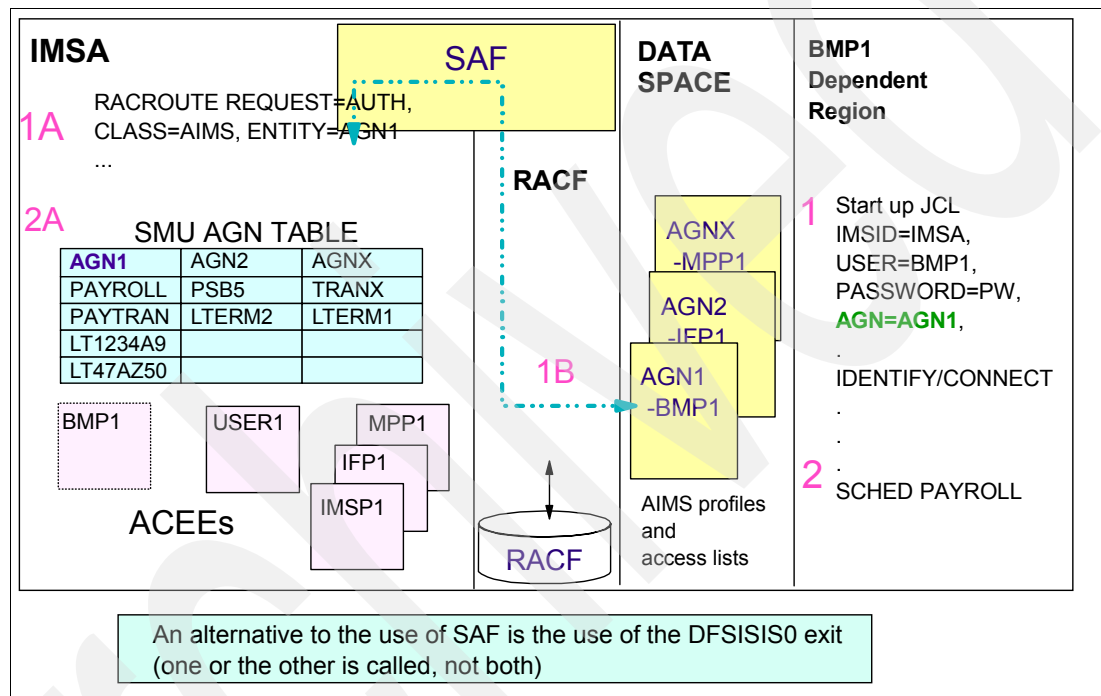 IMSA
SAF
1A
RACROUTE REQUEST=AUTH,
CLASS=AIMS, ENTITY=AGN1
...
2A
SMU AGN TABLE
AGN1 AGN2 AGNX
PAYROLL PSB5 TRANX
PAYTRAN LTERM2 LTERM1
LT1234A9
LT47AZ50
BMP1
USER1
MPP1
IFP1
IMSP1
ACEEs
RACF
1B
RACF
DATA
SPACE
AGNX
-MPP1
AGN2
-IFP1
AGN1
-BMP1
AIMS profiles
and
access lists
BMP1
Dependent
Region
1
Start up JCL
IMSID=IMSA,
USER=BMP1,
PASSWORD=PW,
AGN=AGN1,
.
IDENTIFY/CONNECT
.
.
.
2
SCHED PAYROLL
An alternative to the use of SAF is the use of the DFSISIS0 exit
(one or the other is called, not both)